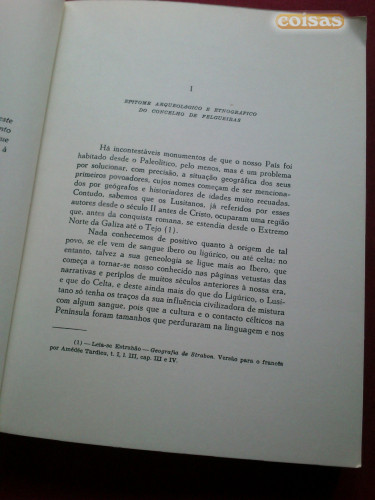 coisas
I
EPITOME ARQUEOLÓGICO E ETNOGRÁFICO
DO CONCELHO DE FELGUEIRAS
Há incontestáveis monumentos de que o nosso País foi
habitado desde o Paleolítico, pelo menos, mas é um problema
por solucionar, com precisão, a situação geográfica dos seus
primeiros povoadores, cujos nomes começam de ser menciona-
dos por geógrafos e historiadores de idades muito recuadas.
Contudo, sabemos que os Lusitanos, já referidos por esses
autores desde o século II antes de Cristo, ocuparam uma região
que, antes da conquista romana, se estendia desde o Extremo
Norte da Galiza até o Tejo (1).
Nada conhecemos de positivo quanto à origem de tal
povo, se ele vem de sangue ibero ou ligúrico, ou até celta; no
entanto, talvez a sua genealogia se ligue mais ao Ibero, que
começa a tornar-se nosso conhecido nas páginas vetustas das
narrativas e périplos de muitos séculos anteriores à nossa era,
e que do Celta, e deste ainda mais do que do Ligúrico, o Lusi-
tano só tenha os traços da sua influência civilizadora de mistura
com algum sangue, pois que a cultura e o contacto célticos na
Península foram tamanhos que perduraram na linguagem e nos
(1) — Leia-se Estrabão — Geografia de Strabon. Versão para o francês
por Amédée Tardieu, t. I, l. III, cap. III e IV.